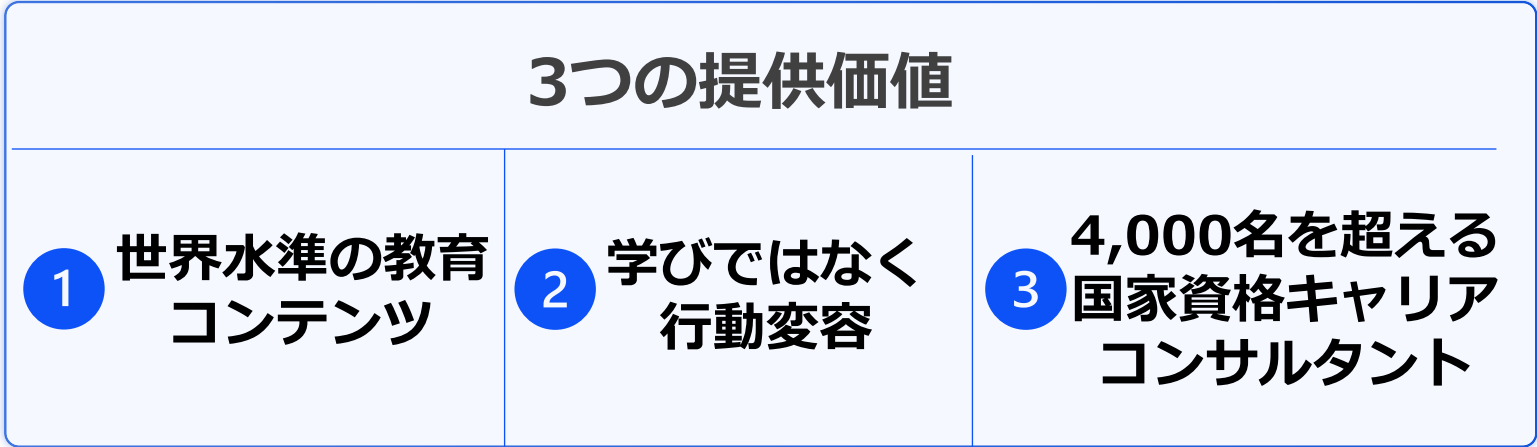 3つの提供価値
1
世界水準の教育
コンテンツ
2
学びではなく
行動変容
3
4,000名を超える
国家資格キャリア
コンサルタント